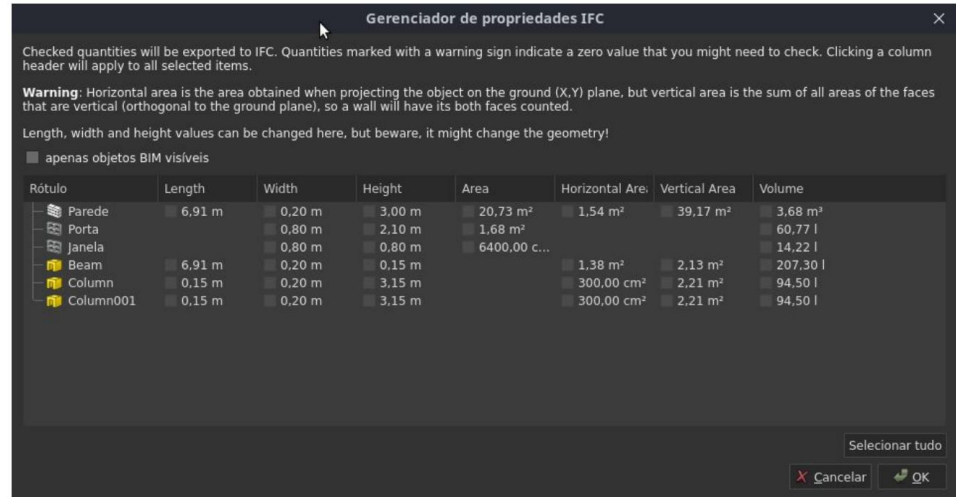 Gerenciador de propriedades IFC
Checked quantities will be exported to IFC. Quantities marked with a warning sign indicate a zero value that you might need to check. Clicking a column
header will apply to all selected items.
Warning: Horizontal area is the area obtained when projecting the object on the ground (X,Y) plane, but vertical area is the sum of all areas of the faces
that are vertical (orthogonal to the ground plane), so a wall will have its both faces counted.
Length, width and height values can be changed here, but beware, it might change the geometry!
apenas objetos BIM visíveis
Rótulo Length Width Height Area Horizontal Area Vertical Area Volume
Parede 6,91 m 0,20 m 3,00 m 20,73 m² 1,54 m² 39,17 m² 3,68 m³
Porta 0,80 m 2,10 m 1,68 m² 60,77 l
Janela 0,80 m 0,80 m 6400,00 c... 14,22 l
Beam 6,91 m 0,20 m 0,15 m 1,38 m² 2,13 m² 207,30 l
Column 0,15 m 0,20 m 3,15 m 300,00 cm² 2,21 m² 94,50 l
Column001 0,15 m 0,20 m 3,15 m 300,00 cm² 2,21 m² 94,50 l
Selecionar tudo
Cancelar OK